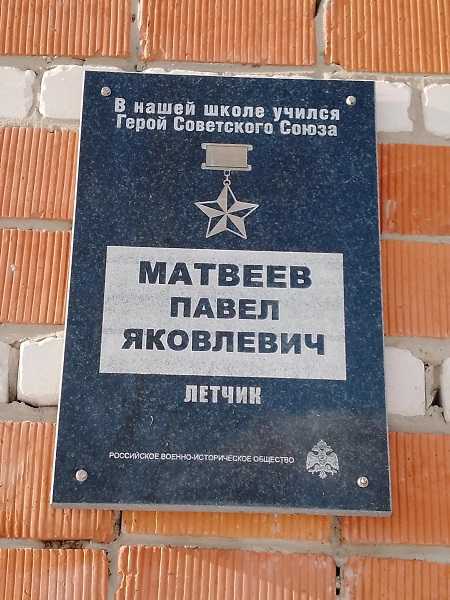 В нашей школе учился
Герой Советского Союза
МАТВЕЕВ
ПАВЕЛ
ЯКОВЛЕВИЧ
ЛЕТЧИК
РОССИЙСКОЕ ВОЕННО-ИСТОРИЧЕСКОЕ ОБЩЕСТВО